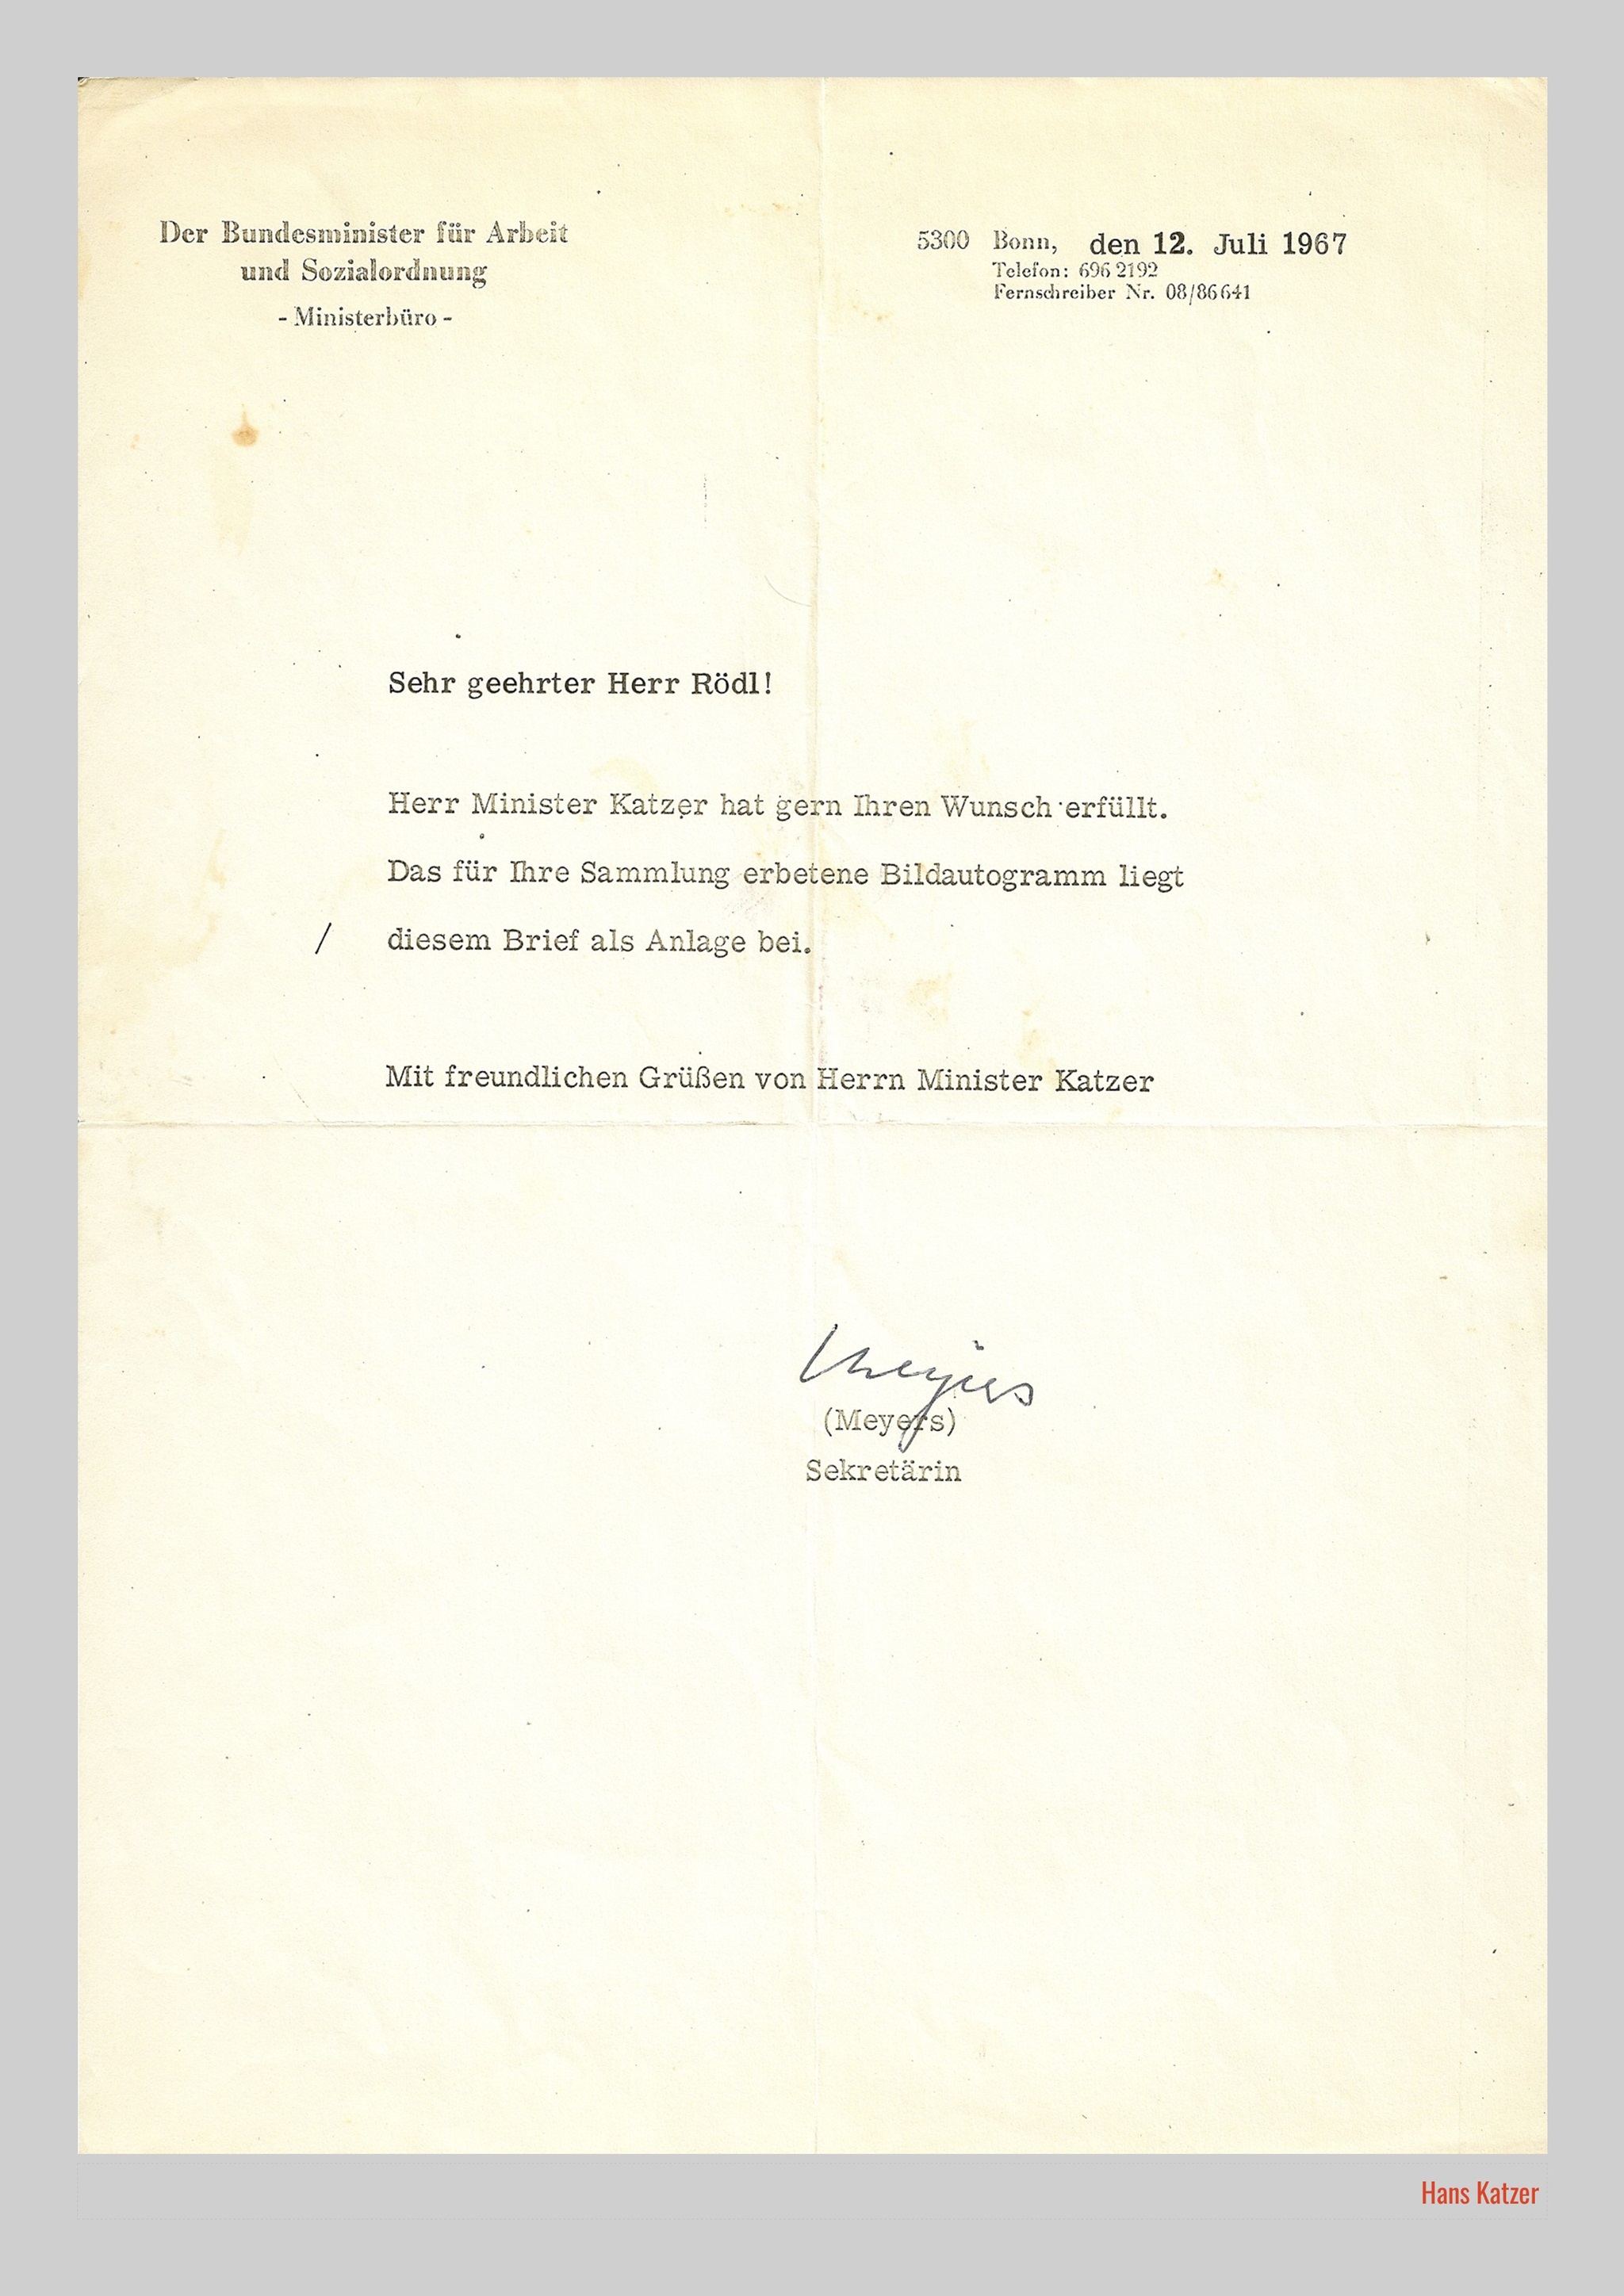 Der Bundesminister für Arbeit
und Sozialordnung
- Ministerbüro -
5300 Bonn, den 12. Juli 1967
Telefon: 696 2192
Fernschreiber Nr. 08/86641
Sehr geehrter Herr Rödl!
Herr Minister Katzer hat gern Ihren Wunsch erfüllt.
Das für Ihre Sammlung erbetene Bildautogramm liegt
/ diesem Brief als Anlage bei.
Mit freundlichen Grüßen von Herrn Minister Katzer
Meyers
(Meyers)
Sekretärin
Hans Katzer